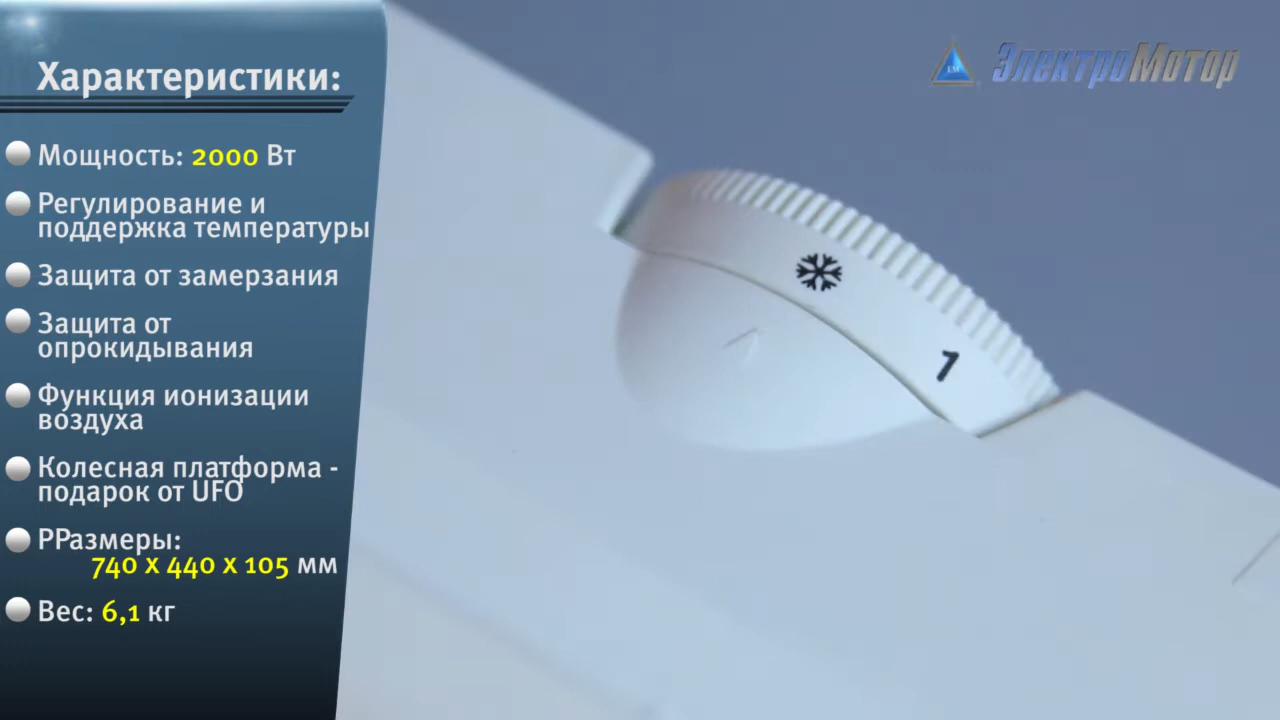 Характеристики:
ЭлектроМотор
Мощность: 2000 Вт
Регулирование и
поддержка температуры
Защита от замерзания
Защита от
опрокидывания
Функция ионизации
воздуха
Колесная платформа -
подарок от UFO
РРазмеры:
740 х 440 х 105 мм
Вес: 6,1 кг
1